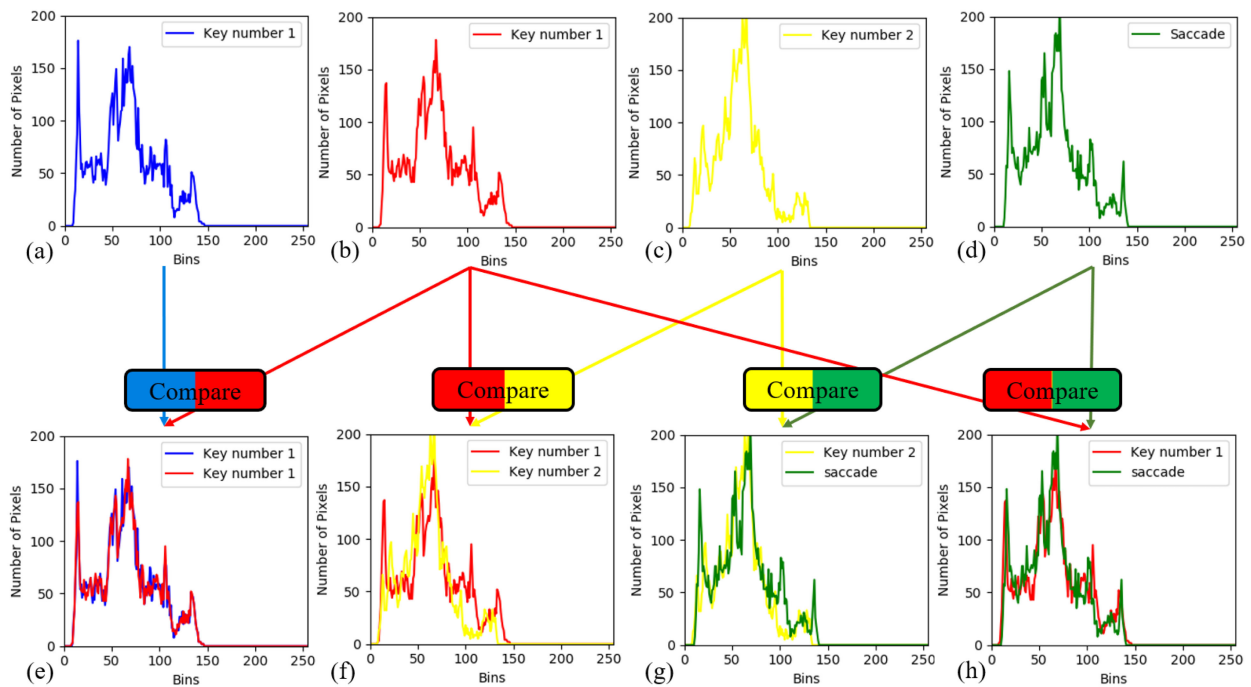 200
150
100
50
0
Number of Pixels
Key number 1
0 50 100 150 200 250
Bins
(a)
200
150
100
50
0
Number of Pixels
Key number 1
0 50 100 150 200 250
Bins
(b)
200
150
100
50
0
Number of Pixels
Key number 2
0 50 100 150 200 250
Bins
(c)
200
150
100
50
0
Number of Pixels
Saccade
0 50 100 150 200 250
Bins
(d)
Compare
Compare
Compare
Compare
200
150
100
50
0
Number of Pixels
Key number 1
Key number 1
0 50 100 150 200 250
Bins
(e)
200
150
100
50
0
Number of Pixels
Key number 1
Key number 2
0 50 100 150 200 250
Bins
(f)
200
150
100
50
0
Number of Pixels
Key number 2
saccade
0 50 100 150 200 250
Bins
(g)
200
150
100
50
0
Number of Pixels
Key number 1
saccade
0 50 100 150 200 250
Bins
(h)